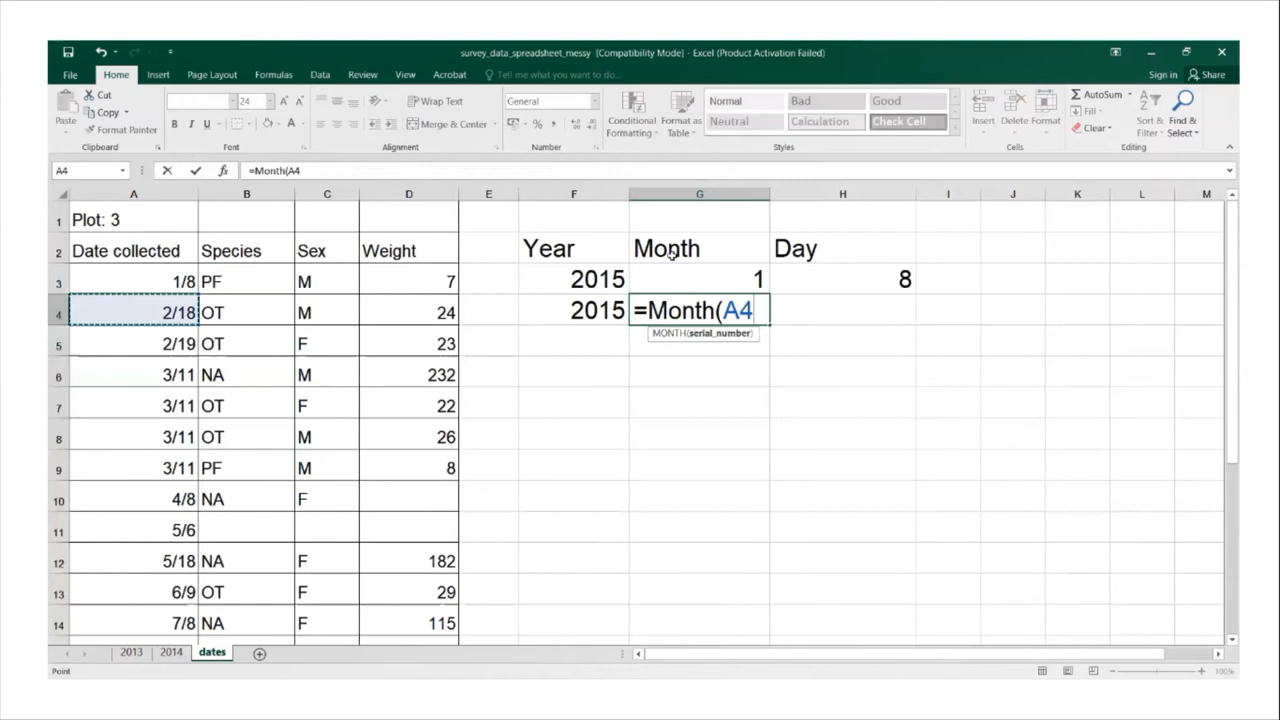 survey_data_spreadsheet_messy [Compatibility Mode] - Excel (Product Activation Failed)
File Home Insert Page Layout Formulas Data Review View Acrobat Tell me what you want to do... Sign in Share
Paste Cut Copy Format Painter Clipboard
24 B I U Font
Wrap Text Merge & Center Alignment
General % Number
Conditional Formatting Format as Table Normal Bad Good Neutral Calculation Check Cell Styles
Insert Delete Format Cells
AutoSum Fill Clear Sort & Filter Find & Select Editing
A4 fx =Month(A4
A B C D E F G H I J K L M
1 Plot: 3
2 Date collected Species Sex Weight Year Month Day
3 1/8 PF M 7 2015 1 8
4 2/18 OT M 24 2015 =Month(A4
MONTH(serial_number)
5 2/19 OT F 23
6 3/11 NA M 232
7 3/11 OT F 22
8 3/11 OT M 26
9 3/11 PF M 8
10 4/8 NA F
11 5/6
12 5/18 NA F 182
13 6/9 OT F 29
14 7/8 NA F 115
2013 2014 dates
Point 100%